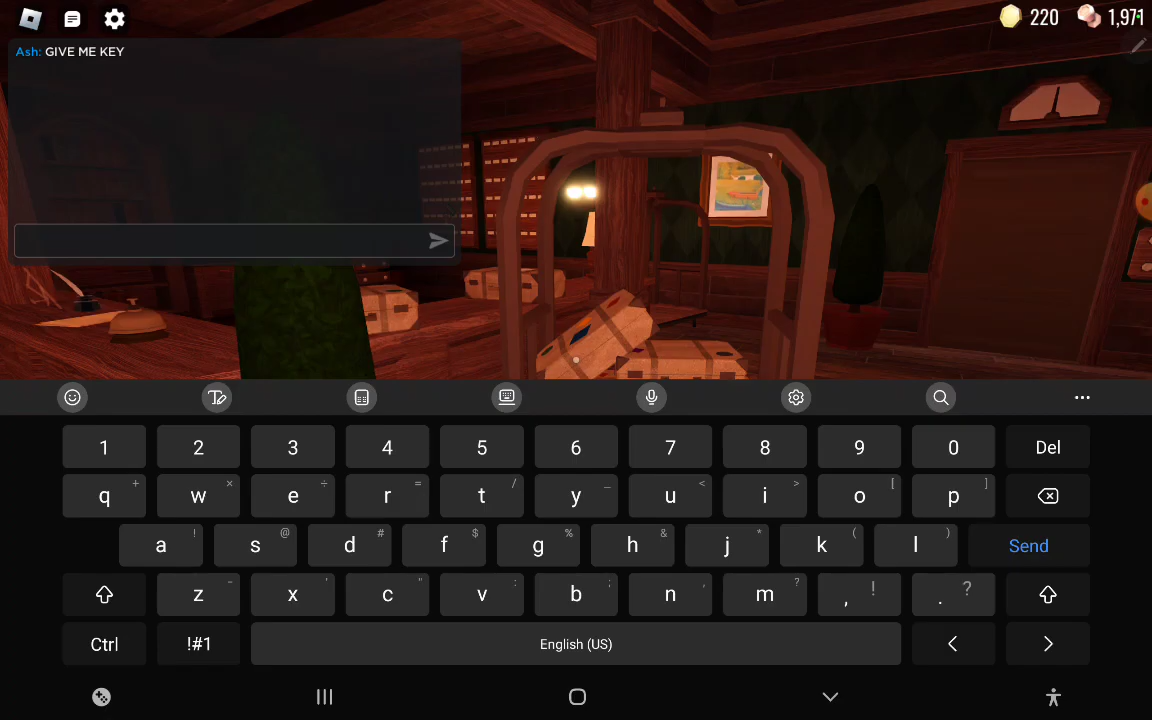 220 1,971
Ash: GIVE ME KEY
1 2 3 4 5 6 7 8 9 0 Del
q + w × e ÷ r = t / y _ u < i > o [ p ]
a ! s @ d # f $ g % h & j * k ( l ) Send
z - x ' c " v : b ; n , m ? , ! . ?
Ctrl !#1 English (US) < >